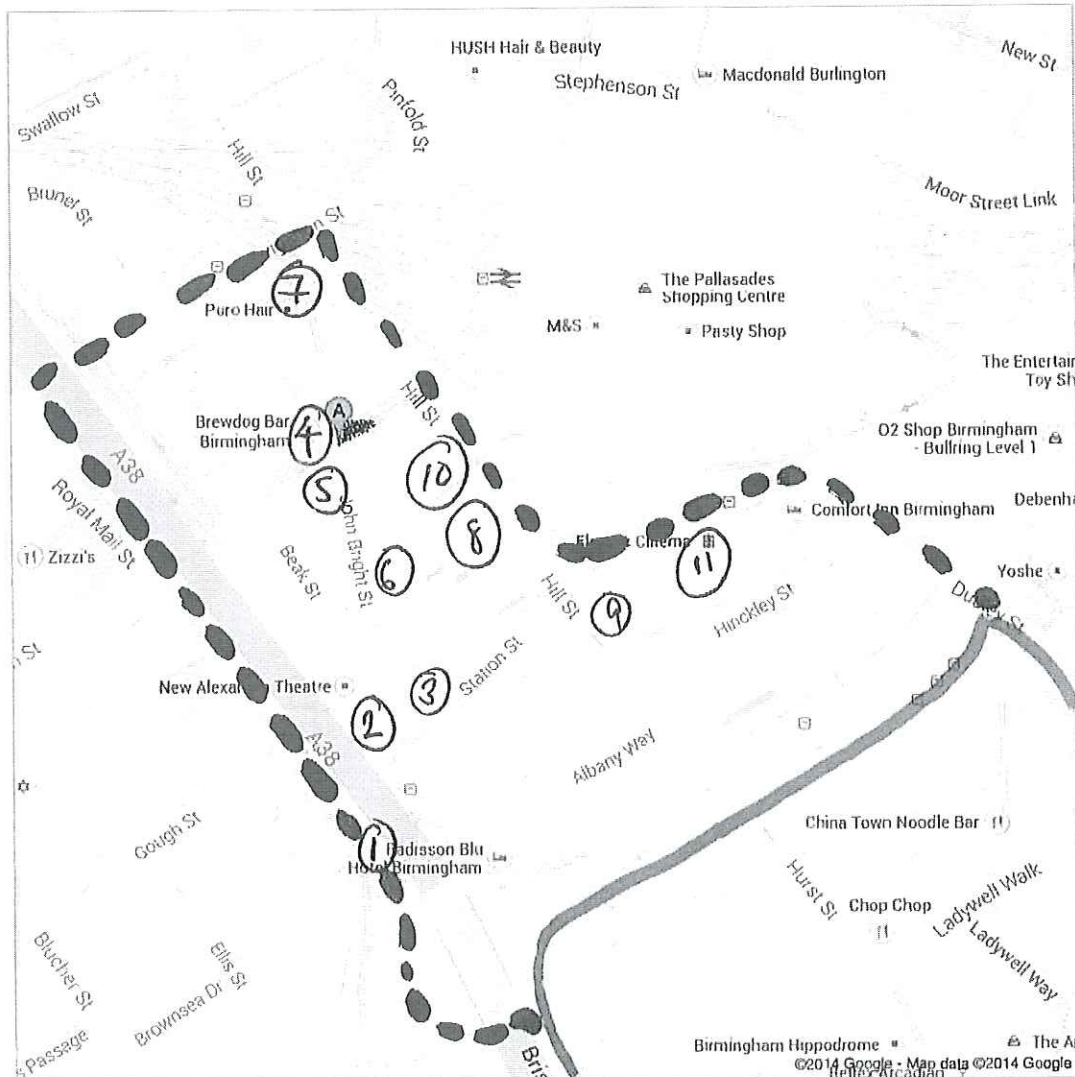 HUSH Hair & Beauty
New St
Macdonald Burlington
Stephenson St
Swallow St
Pinfold St
Hill St
Brunel St
Moor Street Link
St
7
Puro Hair
The Pallasades
Shopping Centre
M&S
Pasty Shop
The Entertain
Toy Sh
A
Hill St
Brewdog Bar
Birmingham
4
O2 Shop Birmingham
- Bullring Level 1
A38
10
5
Royal Mail St
John Bright St
8
Comfort Inn Birmingham
Debenha
Cinema
11
Zizzi's
Beak St
6
Hill St
9
Hinckley St
Yoshe
St
New Alexan Theatre
2
3
Station St
A38
Albany Way
Gough St
1
Radisson Blu
Hotel Birmingham
China Town Noodle Bar
Hurst St
Chop Chop
Ladywell Walk
Ladywell Way
Blucher St
Ellis St
Brownsea Dr
s Passage
Bris
Birmingham Hippodrome
The A
©2014 Google - Map data ©2014 Google
Arcadian